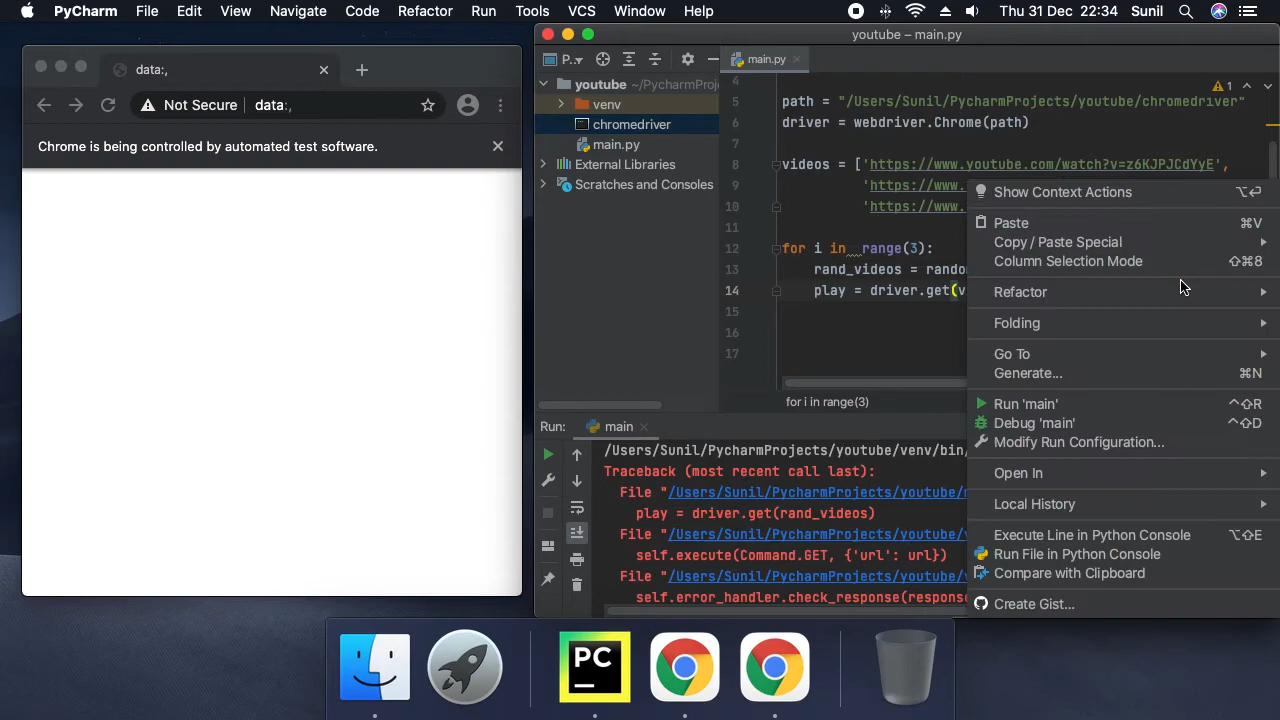 PyCharm File Edit View Navigate Code Refactor Run Tools VCS Window Help Thu 31 Dec 22:34 Sunil
data:,
Not Secure data:,
Chrome is being controlled by automated test software.
youtube – main.py
P..
main.py
youtube ~/PycharmProj
venv
chromedriver
main.py
External Libraries
Scratches and Consoles
1
4
5 path = "/Users/Sunil/PycharmProjects/youtube/chromedriver"
6 driver = webdriver.Chrome(path)
7
8 videos = ['https://www.youtube.com/watch?v=z6KJPJCdYyE',
9 'https://www.
10 'https://www.
11
12 for i in range(3):
13 rand_videos = rando
14 play = driver.get(v
15
16
17
for i in range(3)
Show Context Actions ⌥⏎
Paste ⌘V
Copy / Paste Special
Column Selection Mode ⇧⌘8
Refactor
Folding
Go To
Generate... ⌘N
Run 'main' ^⇧R
Debug 'main' ^⇧D
Modify Run Configuration...
Open In
Local History
Execute Line in Python Console ⌥⇧E
Run File in Python Console
Compare with Clipboard
Create Gist...
Run: main
/Users/Sunil/PycharmProjects/youtube/venv/bin/
Traceback (most recent call last):
File "/Users/Sunil/PycharmProjects/youtube/m
play = driver.get(rand_videos)
File "/Users/Sunil/PycharmProjects/youtube/v
self.execute(Command.GET, {'url': url})
File "/Users/Sunil/PycharmProjects/youtube/v
self.error_handler.check_response(respons
PC